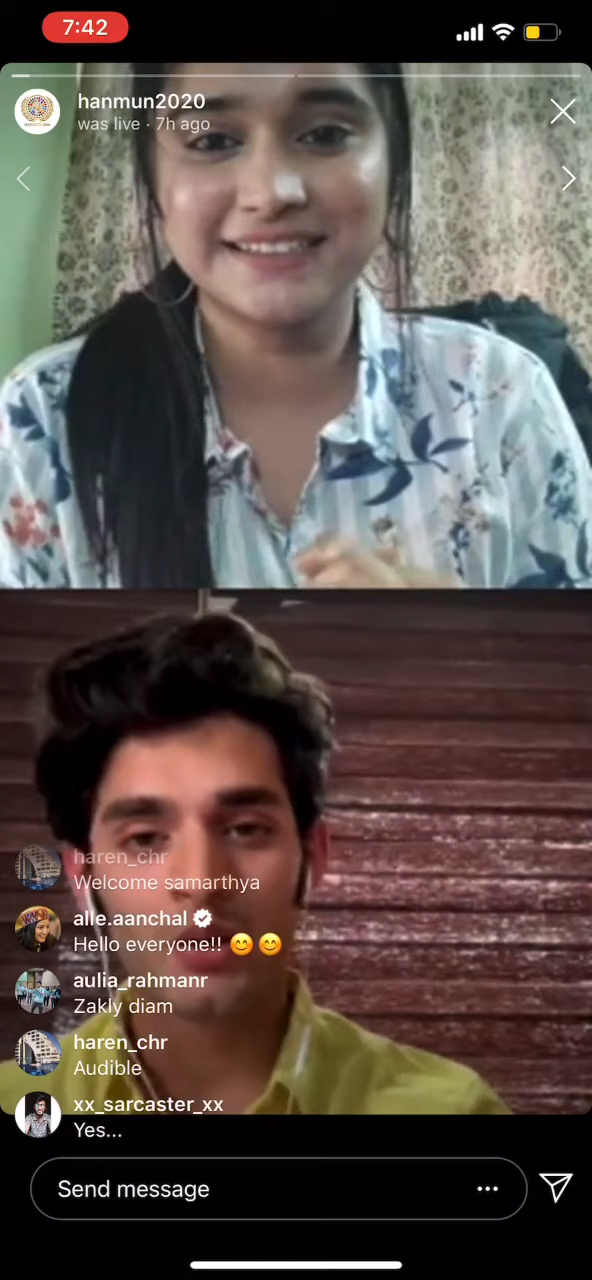 7:42
hanmun2020
was live · 7h ago
haren_chr
Welcome samarthya
alle.aanchal
Hello everyone!! 😊😊
aulia_rahmanr
Zakly diam
haren_chr
Audible
xx_sarcaster_xx
Yes...
Send message